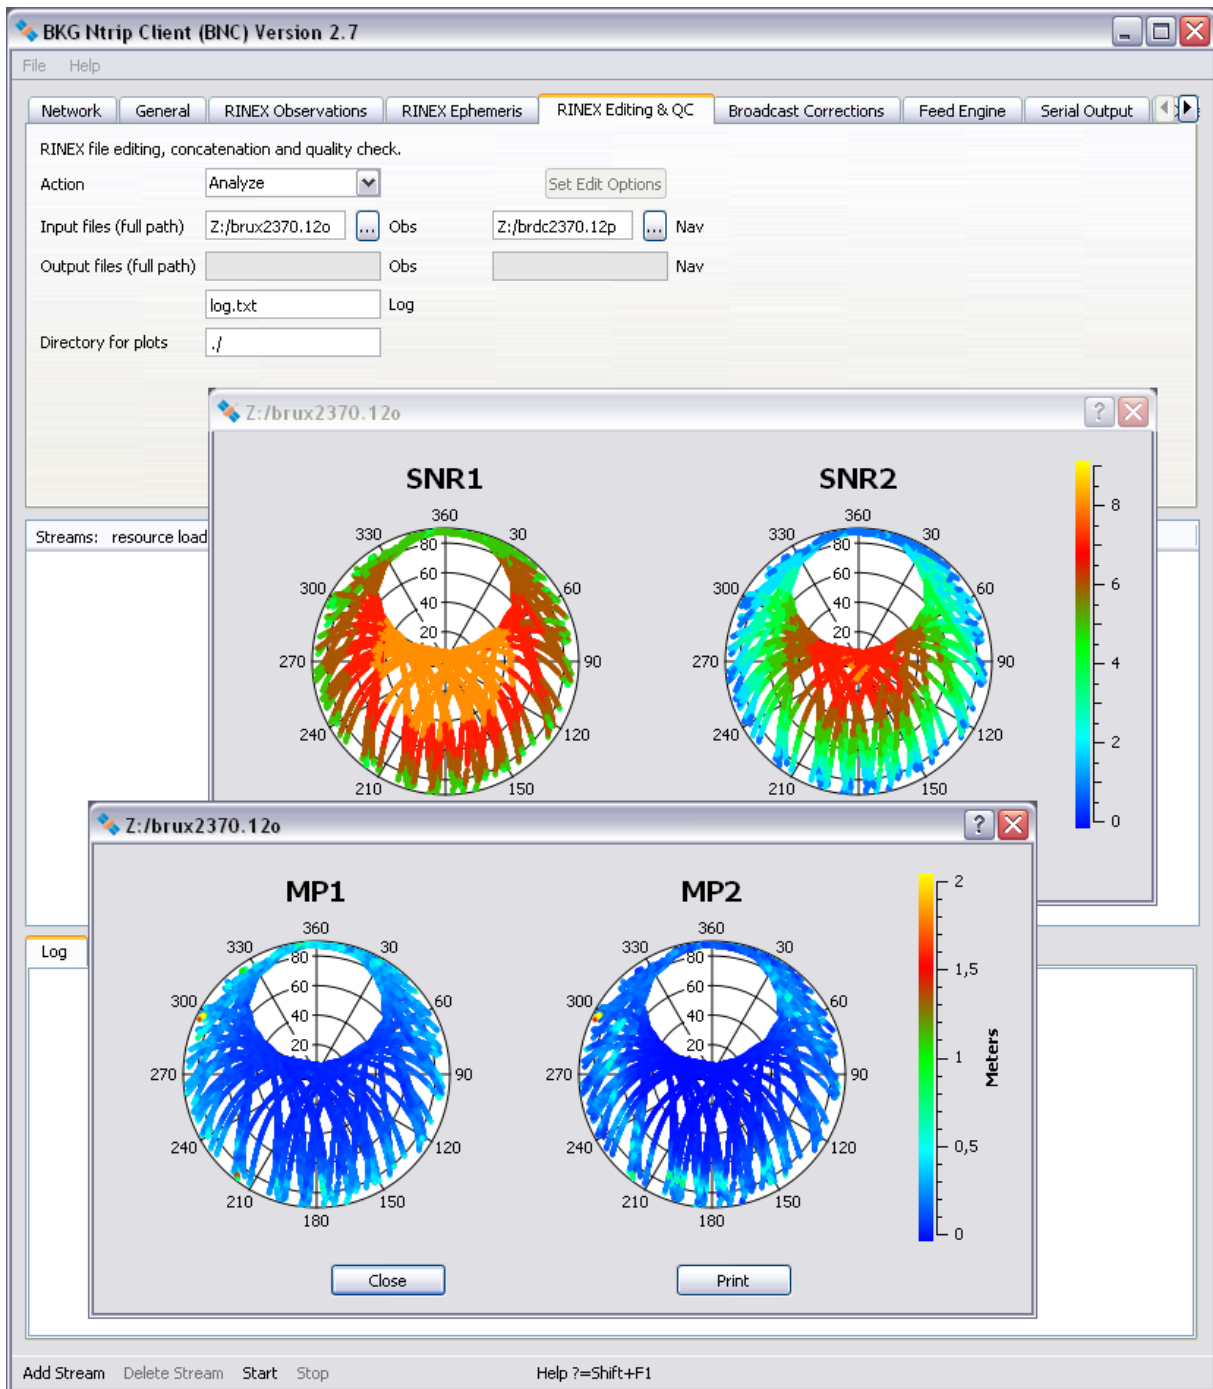 BKG Ntrip Client (BNC) Version 2.7
File Help
Network General RINEX Observations RINEX Ephemeris RINEX Editing & QC Broadcast Corrections Feed Engine Serial Output
RINEX file editing, concatenation and quality check.
Action Analyze Set Edit Options
Input files (full path) Z:/brux2370.12o ... Obs Z:/brdc2370.12p ... Nav
Output files (full path) Obs Nav
log.txt Log
Directory for plots ./
Z:/brux2370.12o
SNR1 SNR2
360 360
330 30 330 30
80 80
300 60 60 300 60 60
40 40
20 20
270 90 270 90
240 120 240 120
210 150 210 150
8
6
4
2
0
Streams: resource load
Z:/brux2370.12o
MP1 MP2
360 360
330 30 330 30
80 80
300 60 60 300 60 60
40 40
20 20
270 90 270 90
240 120 240 120
210 150 210 150
180 180
2
1,5
1
0,5
0
Meters
Close Print
Log
Add Stream Delete Stream Start Stop Help ?=Shift+F1